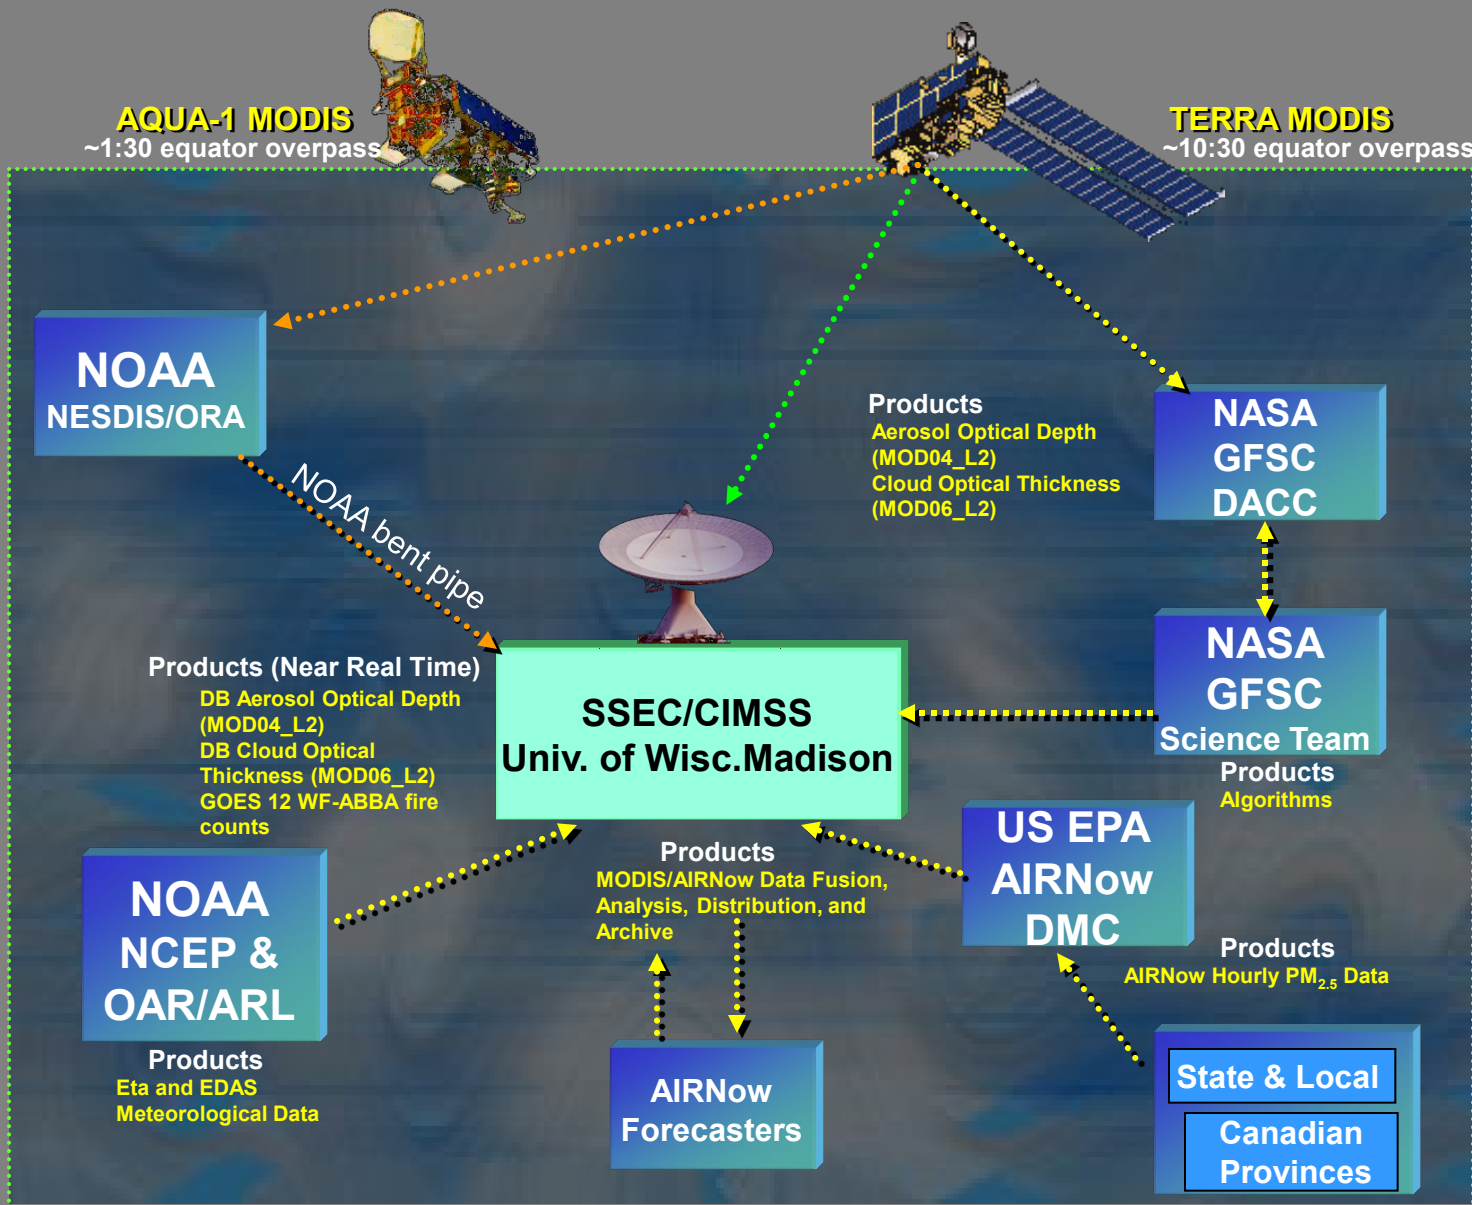 AQUA-1 MODIS
~1:30 equator overpass
TERRA MODIS
~10:30 equator overpass
NOAA
NESDIS/ORA
NOAA bent pipe
Products
Aerosol Optical Depth
(MOD04_L2)
Cloud Optical Thickness
(MOD06_L2)
NASA
GFSC
DACC
NASA
GFSC
Science Team
Products
Algorithms
Products (Near Real Time)
DB Aerosol Optical Depth
(MOD04_L2)
DB Cloud Optical
Thickness (MOD06_L2)
GOES 12 WF-ABBA fire
counts
SSEC/CIMSS
Univ. of Wisc.Madison
NOAA
NCEP &
OAR/ARL
Products
Eta and EDAS
Meteorological Data
Products
MODIS/AIRNow Data Fusion,
Analysis, Distribution, and
Archive
US EPA
AIRNow
DMC
Products
AIRNow Hourly PM2.5 Data
AIRNow
Forecasters
State & Local
Canadian
Provinces